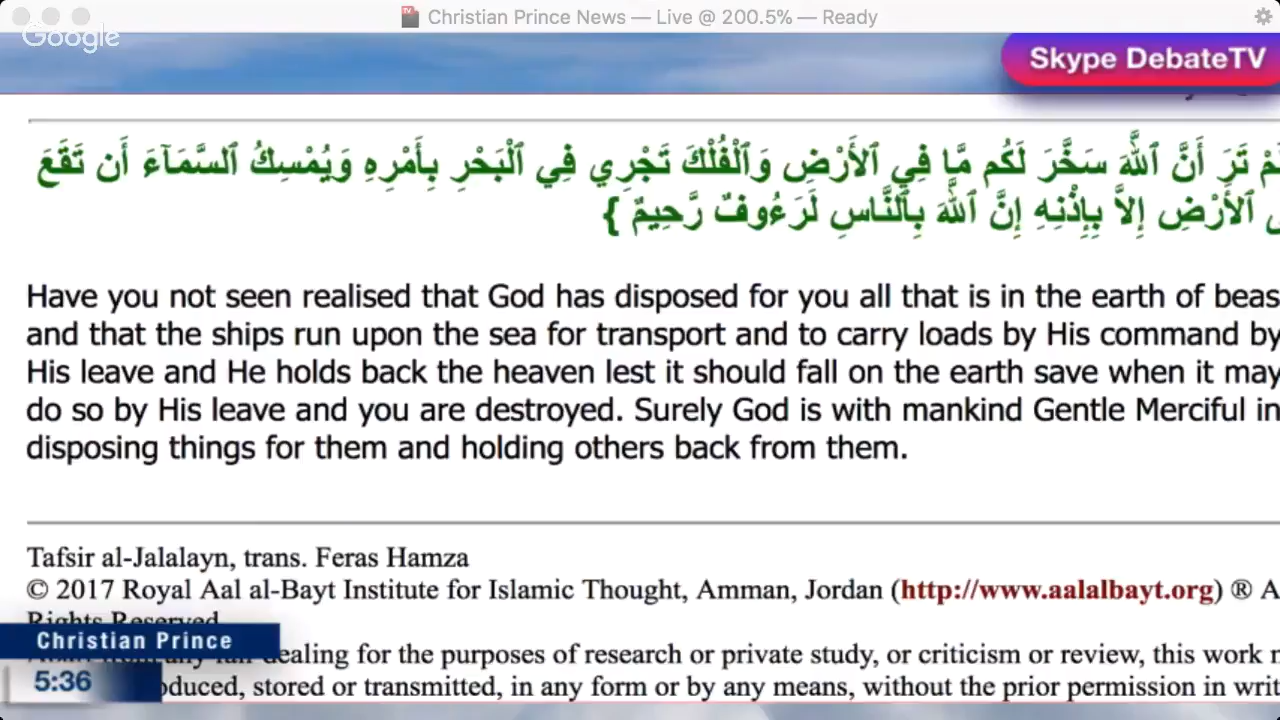 Christian Prince News — Live @ 200.5% — Ready
Google
Skype DebateTV
تَرَ أَنَّ ٱللَّهَ سَخَّرَ لَكُم مَّا فِي ٱلأَرْضِ وَٱلْفُلْكَ تَجْرِي فِي ٱلْبَحْرِ بِأَمْرِهِ وَيُمْسِكُ ٱلسَّمَآءَ أَن تَقَعَ
ٱلأَرْضِ إِلاَّ بِإِذْنِهِ إِنَّ ٱللَّهَ بِٱلنَّاسِ لَرَءُوفٌ رَّحِيمٌ }
Have you not seen realised that God has disposed for you all that is in the earth of beas
and that the ships run upon the sea for transport and to carry loads by His command by
His leave and He holds back the heaven lest it should fall on the earth save when it may
do so by His leave and you are destroyed. Surely God is with mankind Gentle Merciful in
disposing things for them and holding others back from them.
Tafsir al-Jalalayn, trans. Feras Hamza
© 2017 Royal Aal al-Bayt Institute for Islamic Thought, Amman, Jordan (http://www.aalalbayt.org) ® A
Rights Reserved
Christian Prince
dealing for the purposes of research or private study, or criticism or review, this work
5:36
oduced, stored or transmitted, in any form or by any means, without the prior permission in writ